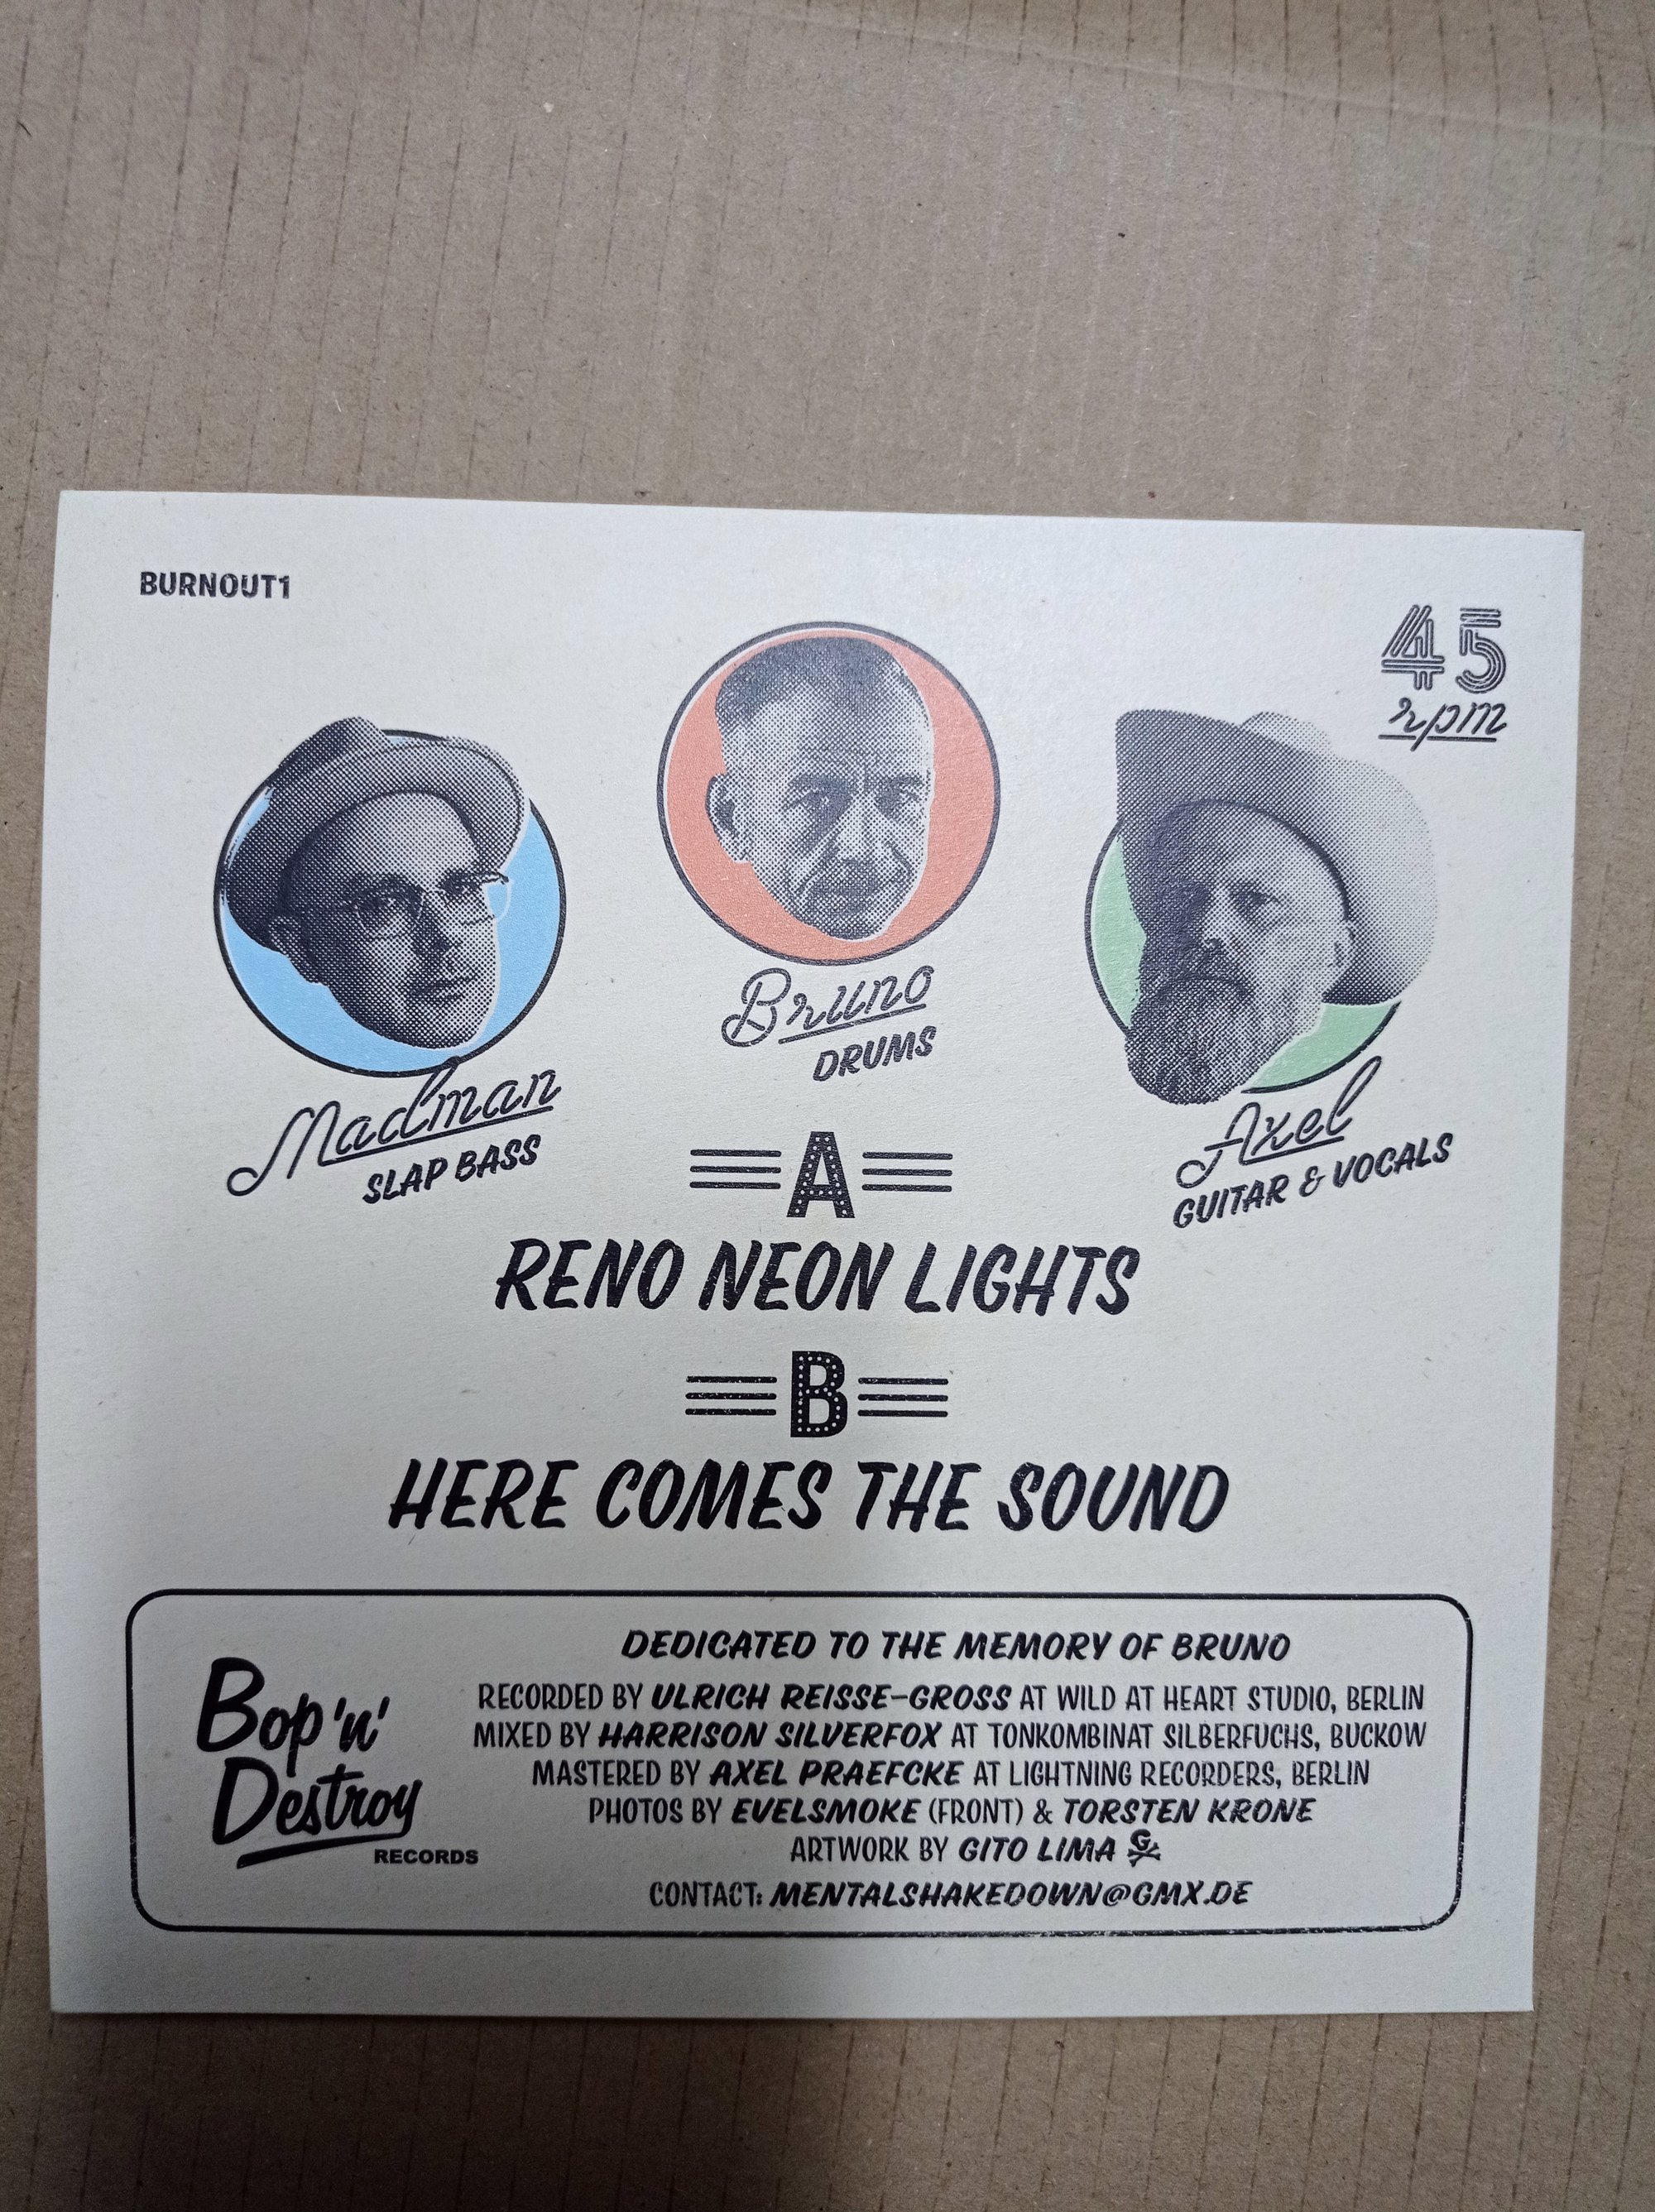 BURNOUT1
45
rpm
Madman
SLAP BASS
Bruno
DRUMS
Axel
GUITAR & VOCALS
A
RENO NEON LIGHTS
B
HERE COMES THE SOUND
Bop 'n'
Destroy
RECORDS
DEDICATED TO THE MEMORY OF BRUNO
RECORDED BY ULRICH REISSE-GROSS AT WILD AT HEART STUDIO, BERLIN
MIXED BY HARRISON SILVERFOX AT TONKOMBINAT SILBERFUCHS, BUCKOW
MASTERED BY AXEL PRAEFCKE AT LIGHTNING RECORDERS, BERLIN
PHOTOS BY EVELSMOKE (FRONT) & TORSTEN KRONE
ARTWORK BY GITO LIMA G
CONTACT: MENTALSHAKEDOWN@GMX.DE